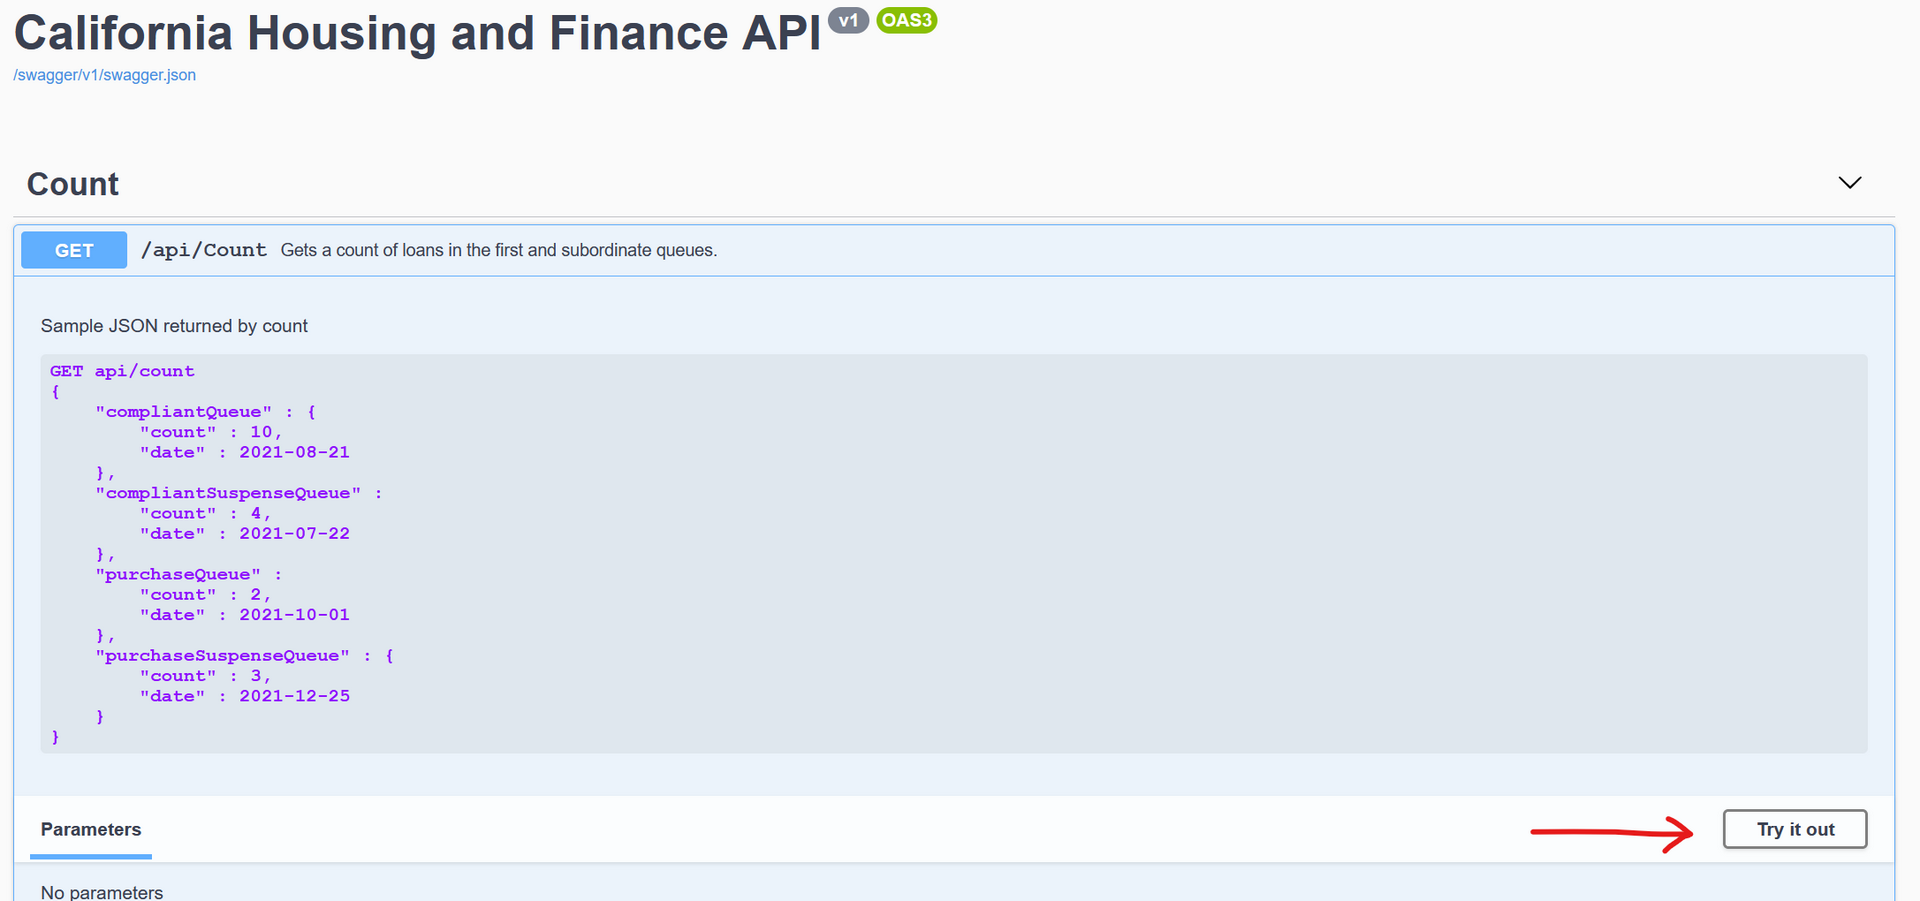 California Housing and Finance API v1 OAS3
/swagger/v1/swagger.json
Count
GET /api/Count Gets a count of loans in the first and subordinate queues.
Sample JSON returned by count
GET api/count
{
    "compliantQueue" : {
        "count" : 10,
        "date" : 2021-08-21
    },
    "compliantSuspenseQueue" :
        "count" : 4,
        "date" : 2021-07-22
    },
    "purchaseQueue" :
        "count" : 2,
        "date" : 2021-10-01
    },
    "purchaseSuspenseQueue" : {
        "count" : 3,
        "date" : 2021-12-25
    }
}
Parameters Try it out
No parameters